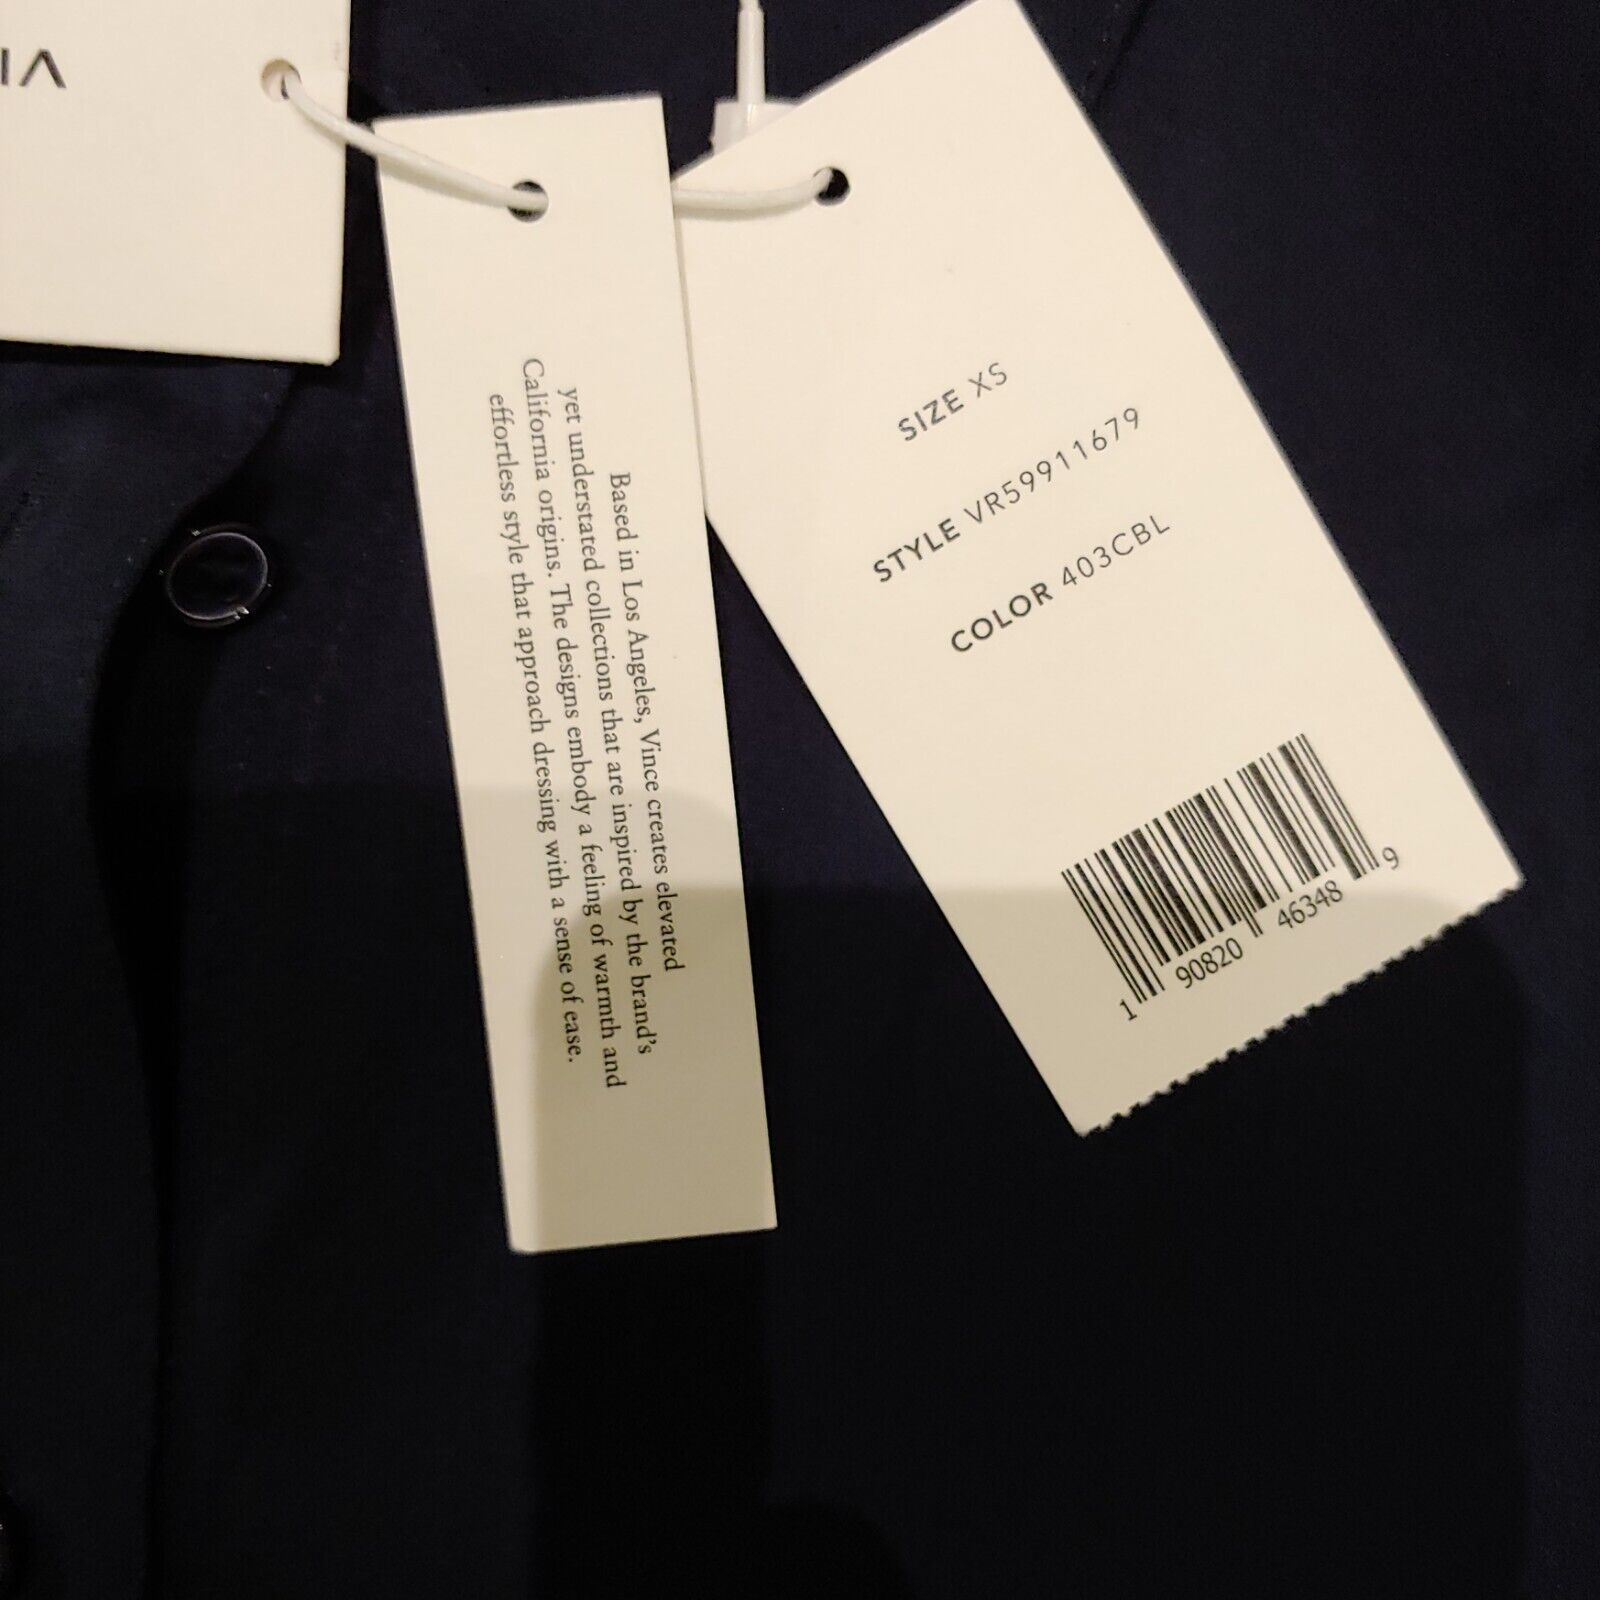 Based in Los Angeles, Vince creates elevated
yet understated collections that are inspired by the brand's
California origins. The designs embody a feeling of warmth and
effortless style that approach dressing with a sense of ease.
SIZE XS
STYLE VR59911679
COLOR 403CBL
1 90820 46348 9